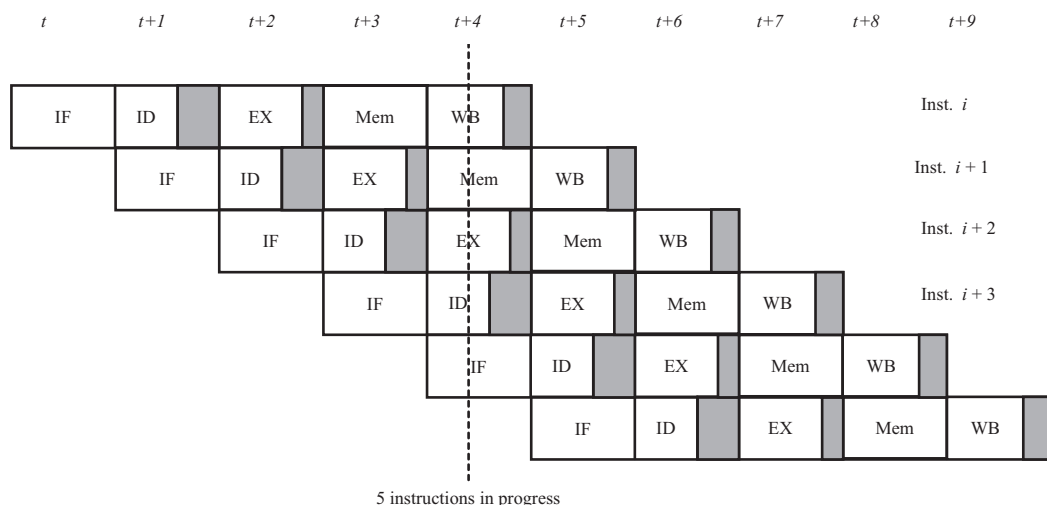 t t+1 t+2 t+3 t+4 t+5 t+6 t+7 t+8 t+9
IF ID EX Mem WB Inst. i
IF ID EX Mem WB Inst. i + 1
IF ID EX Mem WB Inst. i + 2
IF ID EX Mem WB Inst. i + 3
IF ID EX Mem WB
IF ID EX Mem WB
5 instructions in progress